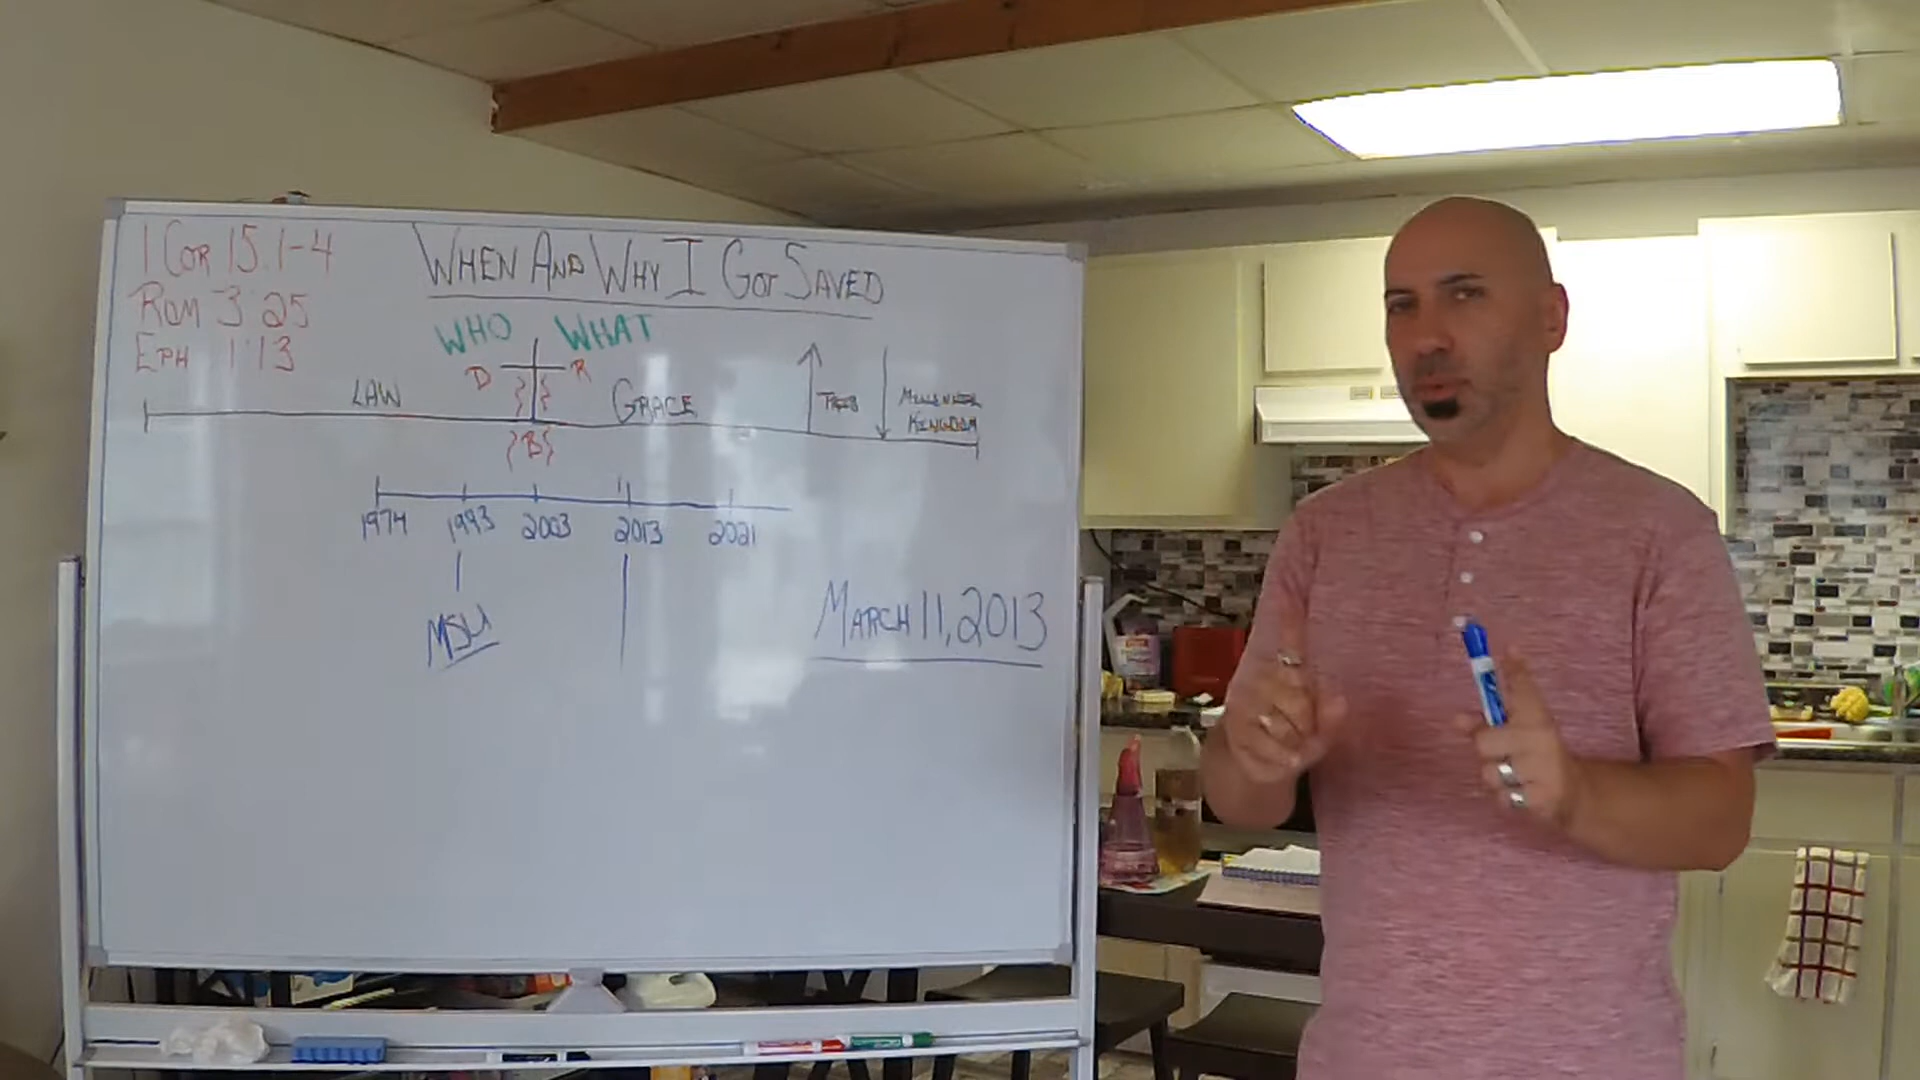 1 COR 15:1-4
ROM 3:25
EPH 1:13
WHEN AND WHY I GOT SAVED
WHO WHAT
D R
LAW GRACE
B
TRIB
MILLENNIAL
KINGDOM
1974 1993 2003 2013 2021
MSU
MARCH 11, 2013